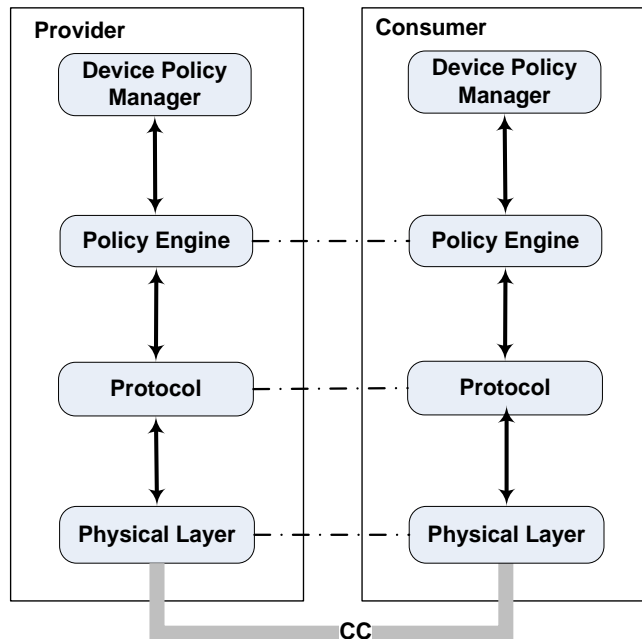 Provider
Device Policy
Manager
Policy Engine
Protocol
Physical Layer
Consumer
Device Policy
Manager
Policy Engine
Protocol
Physical Layer
CC